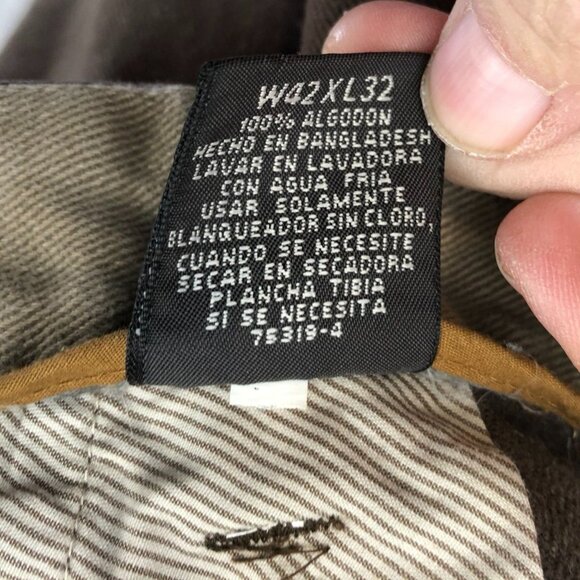 W42XL32
100% ALGODON
HECHO EN BANGLADESH
LAVAR EN LAVADORA
CON AGUA FRIA
USAR SOLAMENTE
BLANQUEADOR SIN CLORO,
CUANDO SE NECESITE
SECAR EN SECADORA
PLANCHA TIBIA
SI SE NECESITA
79319-4